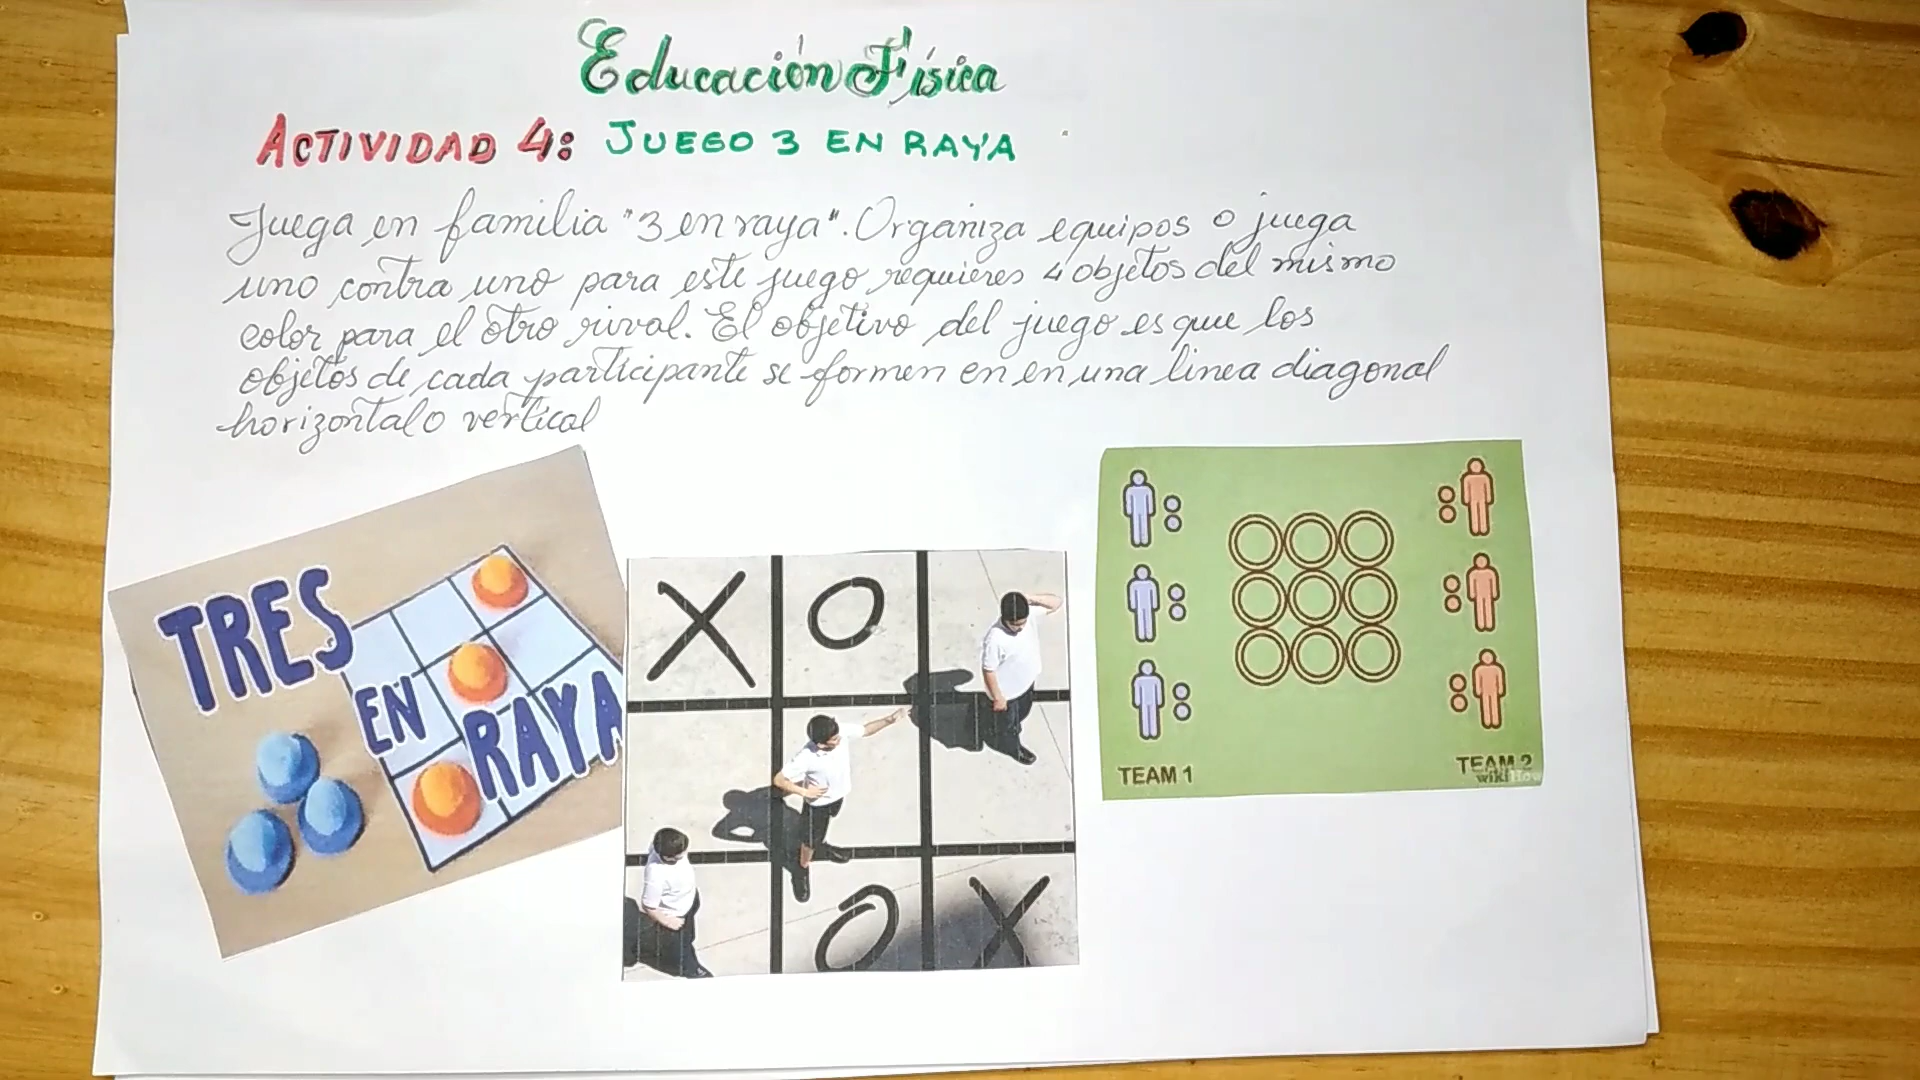 Educación Física
ACTIVIDAD 4: JUEGO 3 EN RAYA
Juega en familia "3 en raya". Organiza equipos o juega
uno contra uno para este juego requieres 4 objetos del mismo
color para el otro rival. El objetivo del juego es que los
objetos de cada participante se formen en en una linea diagonal
horizontal o vertical
TRES
EN
RAYA
X O
O X
TEAM 1
TEAM 2
wikiHow